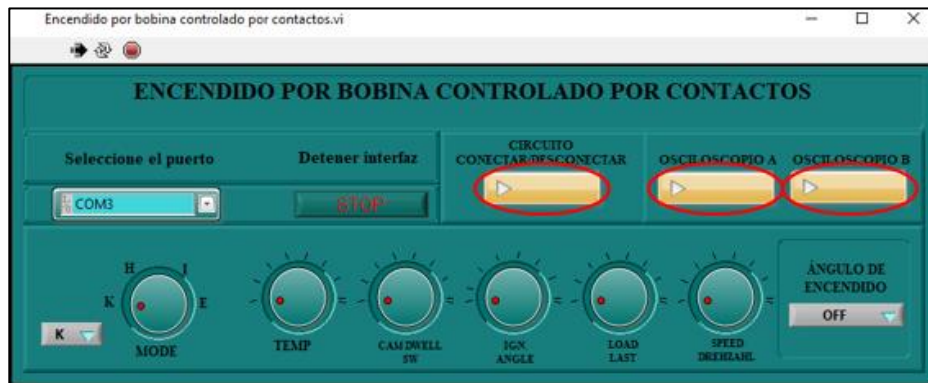 Encendido por bobina controlado por contactos.vi
ENCENDIDO POR BOBINA CONTROLADO POR CONTACTOS
Seleccione el puerto
Detener interfaz
CIRCUITO
CONECTAR/DESCONECTAR
OSCILOSCOPIO A
OSCILOSCOPIO B
COM3
STOP
H
I
K
E
K
MODE
TEMP
CAM DWELL
SW
IGN
ANGLE
LOAD
LAST
SPEED
DREHZAHL
ÁNGULO DE
ENCENDIDO
OFF